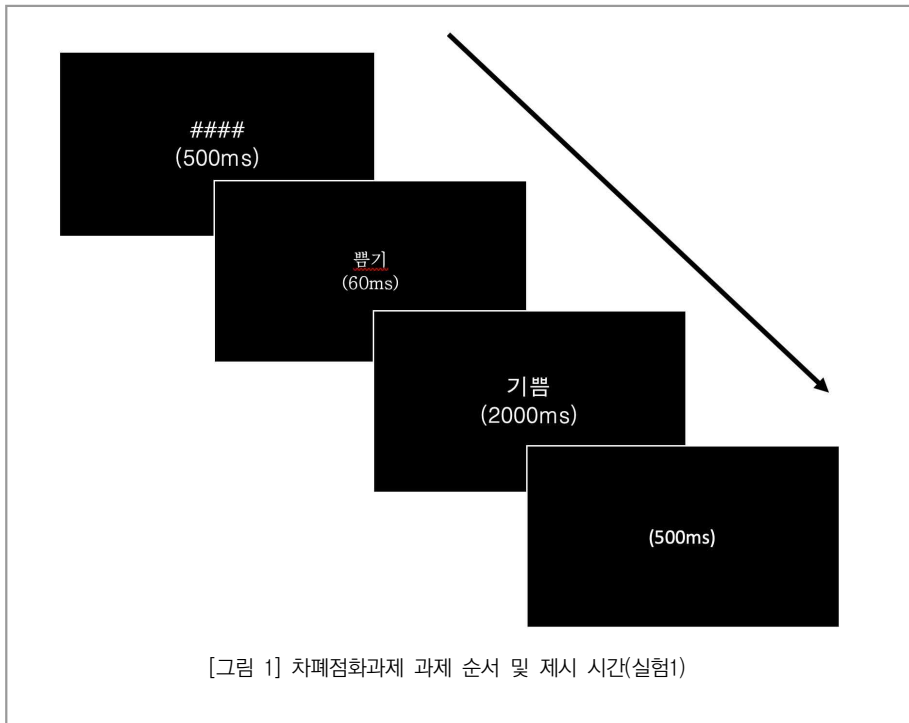 ####
(500ms)
쁨기
(60ms)
기쁨
(2000ms)
(500ms)
[그림 1] 차폐점화과제 과제 순서 및 제시 시간(실험1)